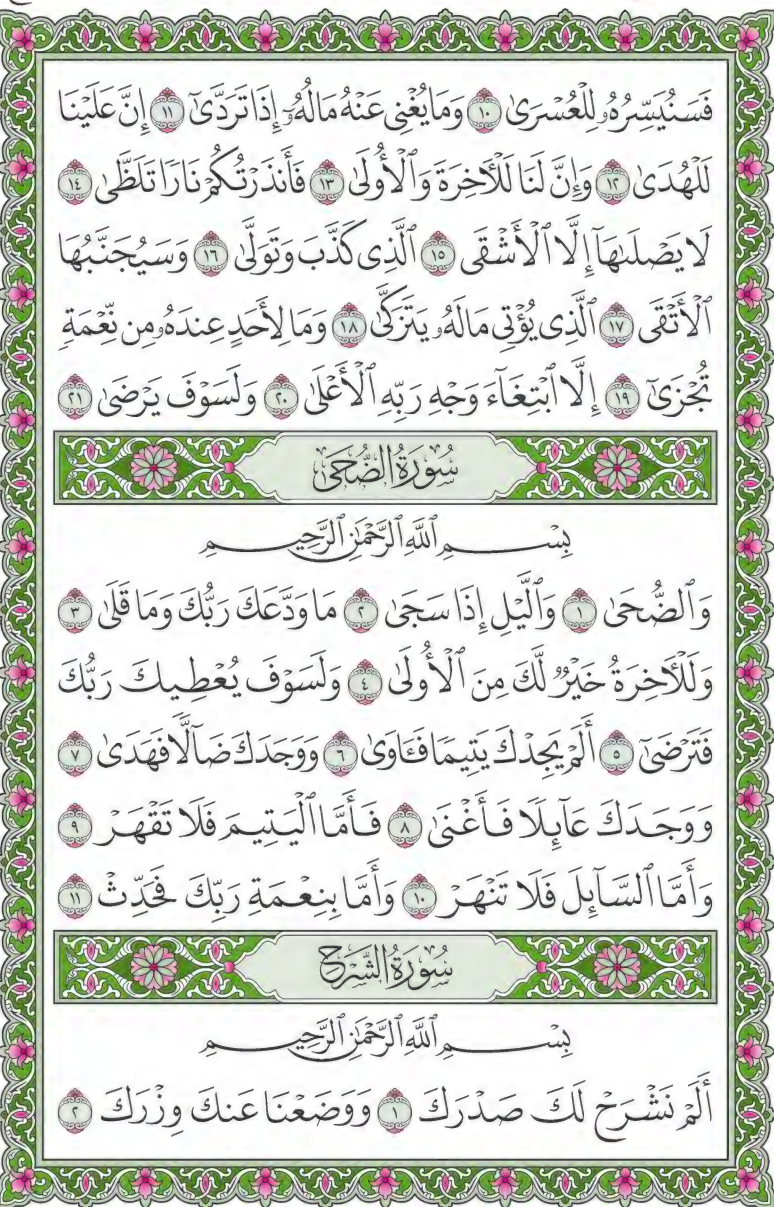 فَسَنُيَسِّرُهُۥ لِلۡعُسۡرَىٰ ١٠ وَمَا يُغۡنِي عَنۡهُ مَالُهُۥٓ إِذَا تَرَدَّىٰٓ ١١ إِنَّ عَلَيۡنَا
لَلۡهُدَىٰ ١٢ وَإِنَّ لَنَا لَلۡأٓخِرَةَ وَٱلۡأُولَىٰ ١٣ فَأَنذَرۡتُكُمۡ نَارٗا تَلَظَّىٰ ١٤
لَا يَصۡلَىٰهَآ إِلَّا ٱلۡأَشۡقَى ١٥ ٱلَّذِي كَذَّبَ وَتَوَلَّىٰ ١٦ وَسَيُجَنَّبُهَا
ٱلۡأَتۡقَى ١٧ ٱلَّذِي يُؤۡتِي مَالَهُۥ يَتَزَكَّىٰ ١٨ وَمَا لِأَحَدٍ عِندَهُۥ مِن نِّعۡمَةٖ
تُجۡزَىٰٓ ١٩ إِلَّا ٱبۡتِغَآءَ وَجۡهِ رَبِّهِ ٱلۡأَعۡلَىٰ ٢٠ وَلَسَوۡفَ يَرۡضَىٰ ٢١
سُورَةُ الضُّحَىٰ
بِسۡمِ ٱللَّهِ ٱلرَّحۡمَٰنِ ٱلرَّحِيمِ
وَٱلضُّحَىٰ ١ وَٱلَّيۡلِ إِذَا سَجَىٰ ٢ مَا وَدَّعَكَ رَبُّكَ وَمَا قَلَىٰ ٣
وَلَلۡأٓخِرَةُ خَيۡرٞ لَّكَ مِنَ ٱلۡأُولَىٰ ٤ وَلَسَوۡفَ يُعۡطِيكَ رَبُّكَ
فَتَرۡضَىٰٓ ٥ أَلَمۡ يَجِدۡكَ يَتِيمٗا فَـَٔاوَىٰ ٦ وَوَجَدَكَ ضَآلّٗا فَهَدَىٰ ٧
وَوَجَدَكَ عَآئِلٗا فَأَغۡنَىٰ ٨ فَأَمَّا ٱلۡيَتِيمَ فَلَا تَقۡهَرۡ ٩
وَأَمَّا ٱلسَّآئِلَ فَلَا تَنۡهَرۡ ١٠ وَأَمَّا بِنِعۡمَةِ رَبِّكَ فَحَدِّثۡ ١١
سُورَةُ الشَّرۡحِ
بِسۡمِ ٱللَّهِ ٱلرَّحۡمَٰنِ ٱلرَّحِيمِ
أَلَمۡ نَشۡرَحۡ لَكَ صَدۡرَكَ ١ وَوَضَعۡنَا عَنكَ وِزۡرَكَ ٢